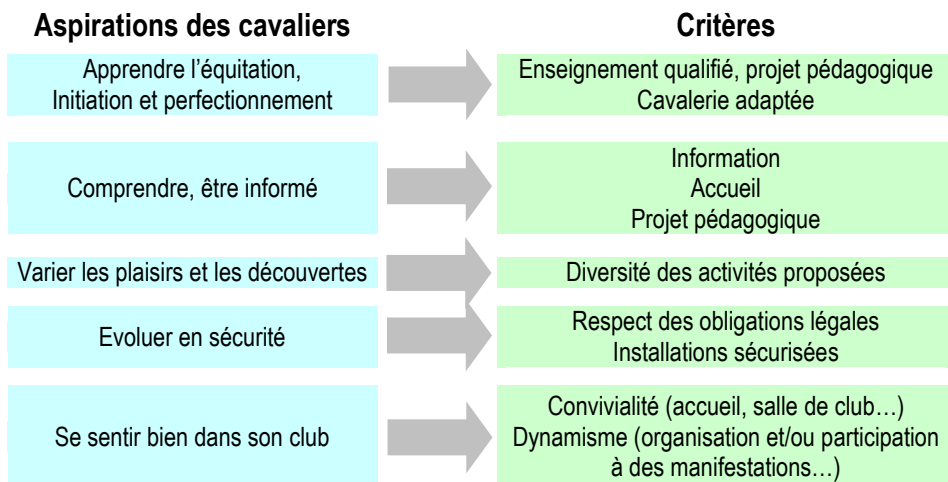 Aspirations des cavaliers
Critères
Apprendre l'équitation,
Initiation et perfectionnement
Enseignement qualifié, projet pédagogique
Cavalerie adaptée
Comprendre, être informé
Information
Accueil
Projet pédagogique
Varier les plaisirs et les découvertes
Diversité des activités proposées
Evoluer en sécurité
Respect des obligations légales
Installations sécurisées
Se sentir bien dans son club
Convivialité (accueil, salle de club…)
Dynamisme (organisation et/ou participation
à des manifestations…)